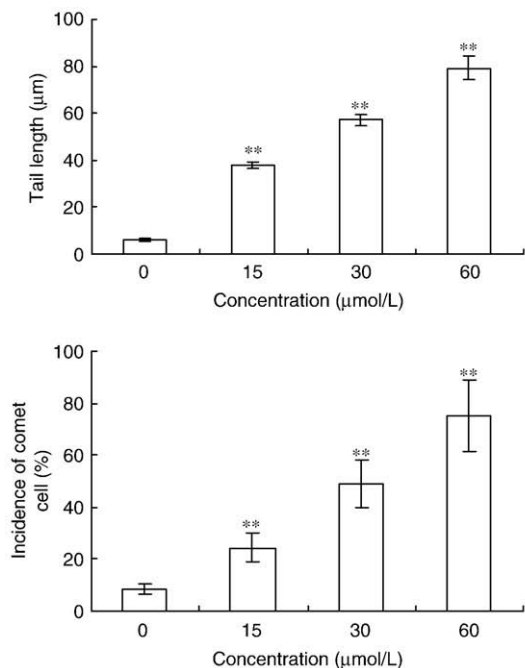 100
80
60
40
20
0
Tail length (μm)
**
**
**
0 15 30 60
Concentration (μmol/L)
100
80
60
40
20
0
Incidence of comet
cell (%)
**
**
**
0 15 30 60
Concentration (μmol/L)